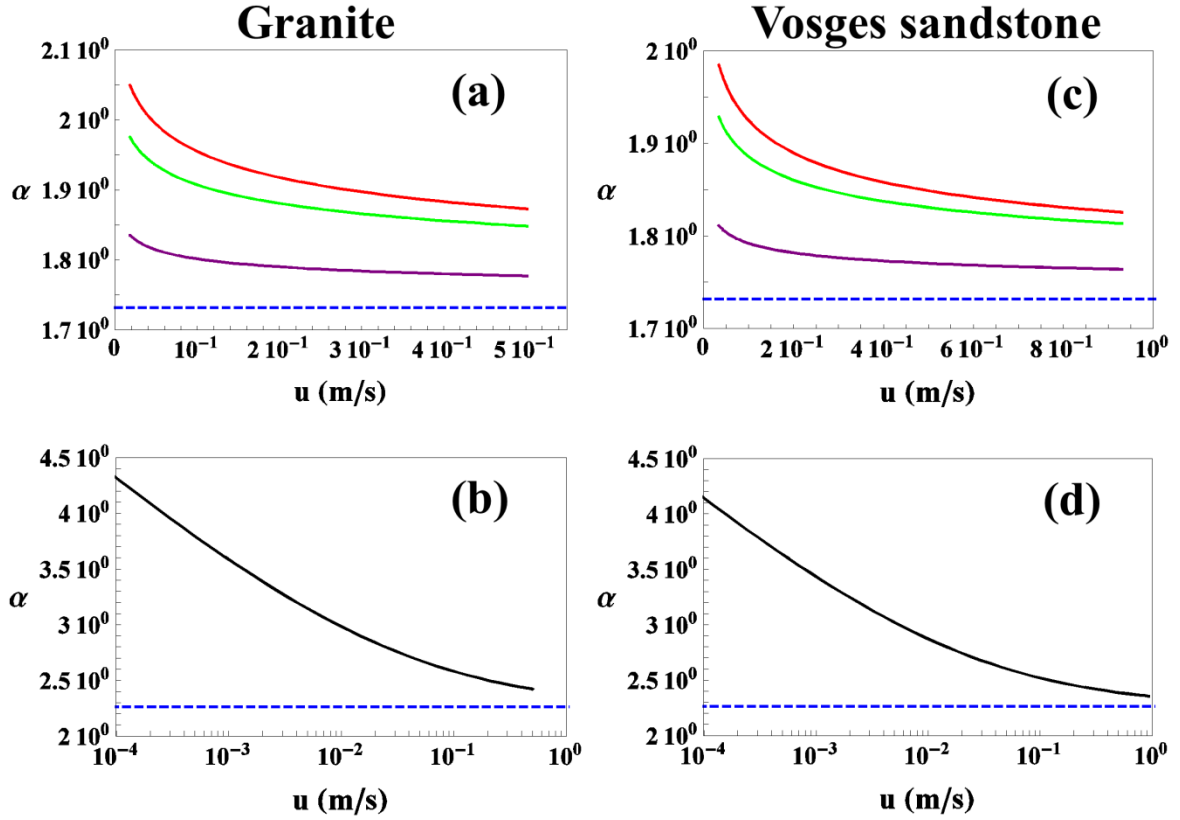 Granite
Vosges sandstone
(a)
α
2.1 10⁰
2 10⁰
1.9 10⁰
1.8 10⁰
1.7 10⁰
0 10⁻¹ 2 10⁻¹ 3 10⁻¹ 4 10⁻¹ 5 10⁻¹
u (m/s)
(c)
α
2 10⁰
1.9 10⁰
1.8 10⁰
1.7 10⁰
0 2 10⁻¹ 4 10⁻¹ 6 10⁻¹ 8 10⁻¹ 10⁰
u (m/s)
(b)
α
4.5 10⁰
4 10⁰
3.5 10⁰
3 10⁰
2.5 10⁰
2 10⁰
10⁻⁴ 10⁻³ 10⁻² 10⁻¹ 10⁰
u (m/s)
(d)
α
4.5 10⁰
4 10⁰
3.5 10⁰
3 10⁰
2.5 10⁰
2 10⁰
10⁻⁴ 10⁻³ 10⁻² 10⁻¹ 10⁰
u (m/s)